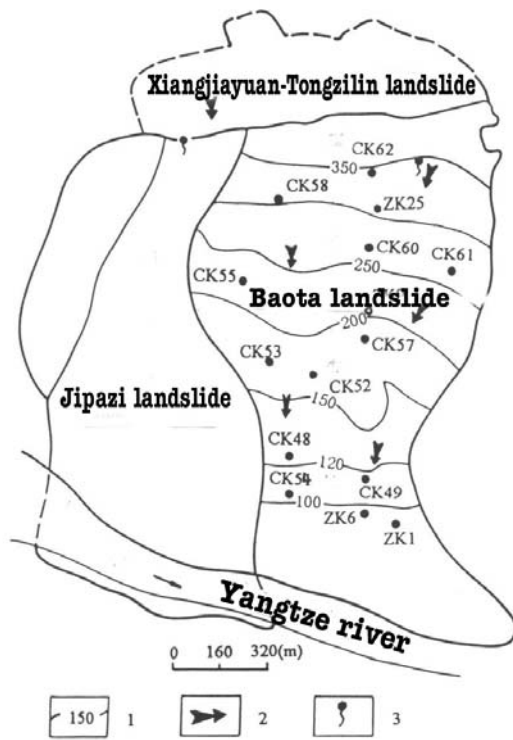 Xiangjiayuan-Tongzilin landslide
CK62
350
CK58
ZK25
CK60
250
CK61
CK55
Baota landslide
200
CK57
CK53
CK52
Jipazi landslide
150
CK48
120
CK54
CK49
100
ZK6
ZK1
Yangtze river
0 160 320(m)
150 1 2 3